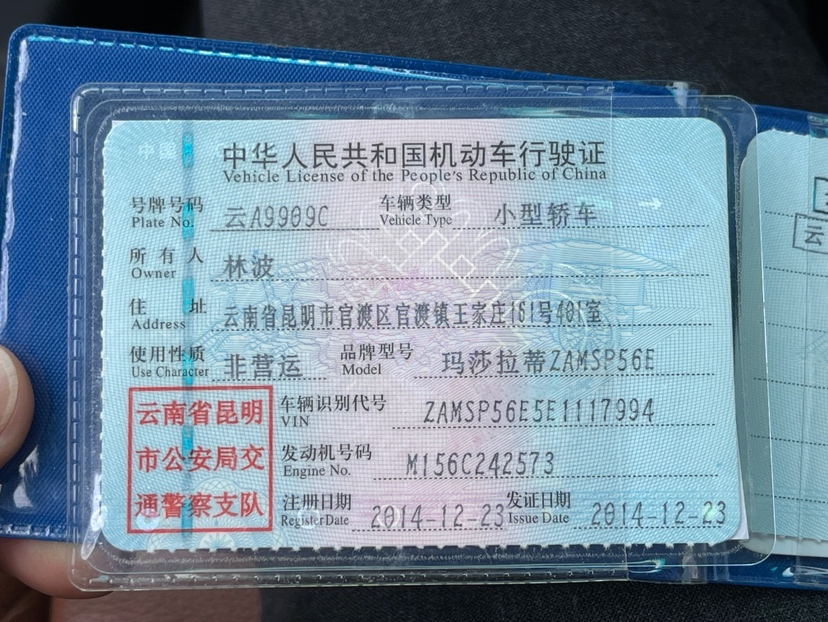 中华人民共和国机动车行驶证
Vehicle License of the People's Republic of China
号牌号码 云A9909C 车辆类型 小型轿车
Plate No. Vehicle Type
所有人 林波
Owner
住址 云南省昆明市官渡区官渡镇王家庄161号401室
Address
使用性质 非营运 品牌型号 玛莎拉蒂ZAMSP56E
Use Character Model
车辆识别代号 ZAMSP56E5E1117994
VIN
发动机号码 M156C242573
Engine No.
注册日期 2014-12-23 发证日期 2014-12-23
Register Date Issue Date
云南省昆明
市公安局交
通警察支队
云